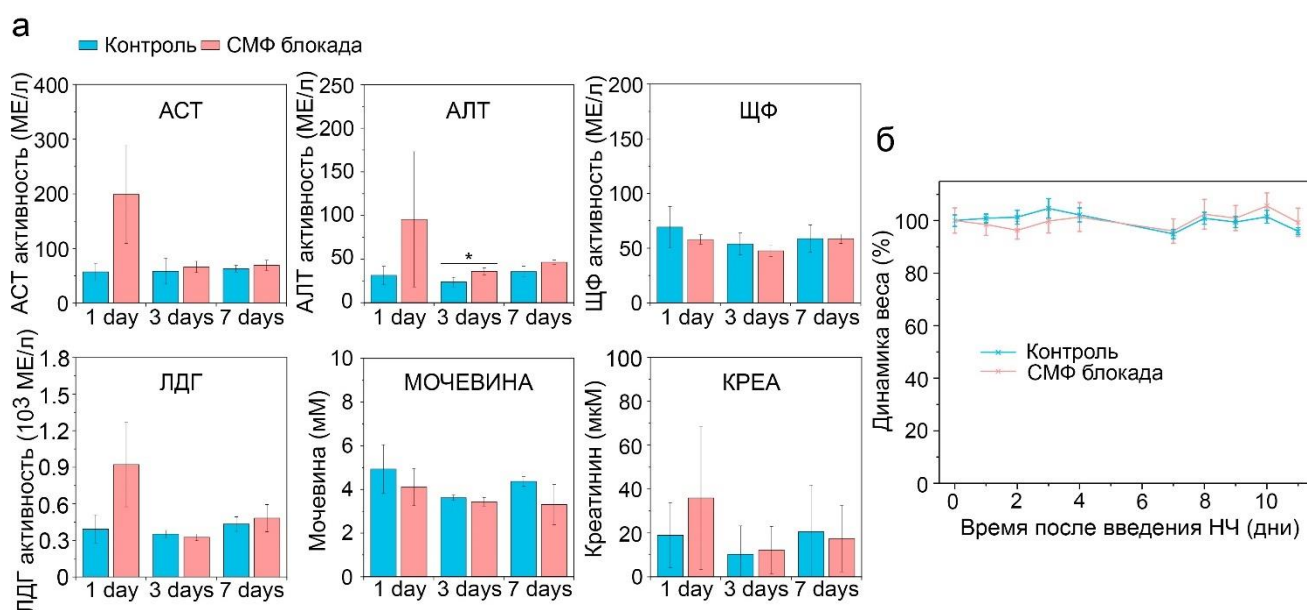 а
Контроль
СМФ блокада
АСТ активность (МЕ/л)
400
300
200
100
0
АСТ
1 day
3 days
7 days
АЛТ активность (МЕ/л)
250
200
150
100
50
0
АЛТ
*
1 day
3 days
7 days
ЩФ активность (МЕ/л)
200
150
100
50
0
ЩФ
1 day
3 days
7 days
ЛДГ активность (10³ МЕ/л)
1.8
1.5
1.2
0.9
0.6
0.3
0
ЛДГ
1 day
3 days
7 days
Мочевина (мМ)
10
8
6
4
2
0
МОЧЕВИНА
1 day
3 days
7 days
Креатинин (мкМ)
100
80
60
40
20
0
КРЕА
1 day
3 days
7 days
б
Динамика веса (%)
100
80
60
40
20
0
Контроль
СМФ блокада
0
2
4
6
8
10
Время после введения НЧ (дни)